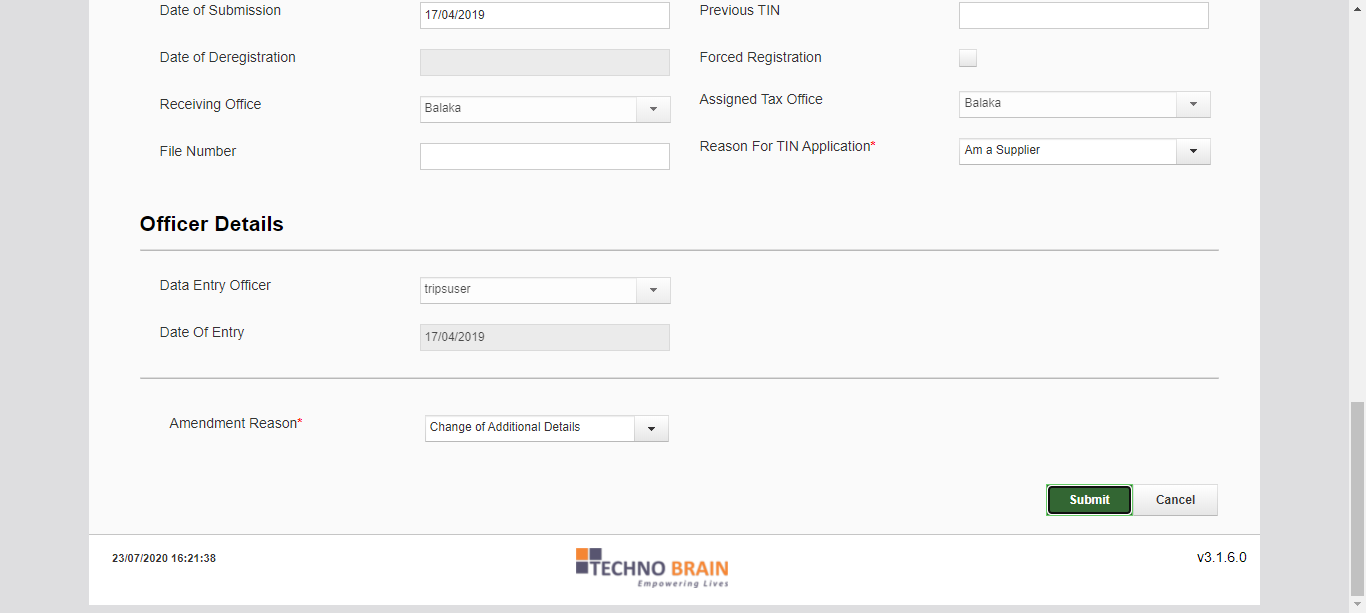 Date of Submission 17/04/2019 Previous TIN
Date of Deregistration Forced Registration
Receiving Office Balaka Assigned Tax Office Balaka
File Number Reason For TIN Application* Am a Supplier
Officer Details
Data Entry Officer tripsuser
Date Of Entry 17/04/2019
Amendment Reason* Change of Additional Details
Submit Cancel
23/07/2020 16:21:38 TECHNO BRAIN v3.1.6.0
Empowering Lives